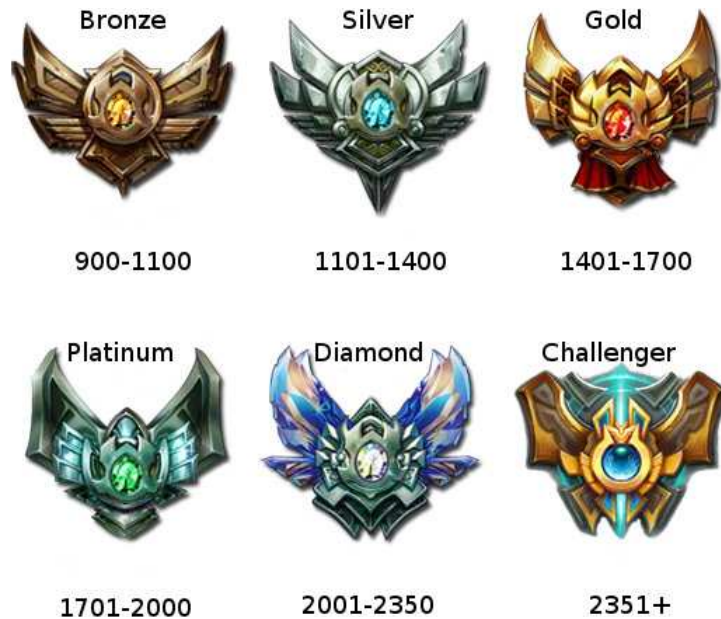 Bronze
Silver
Gold
900-1100
1101-1400
1401-1700
Platinum
Diamond
Challenger
1701-2000
2001-2350
2351+